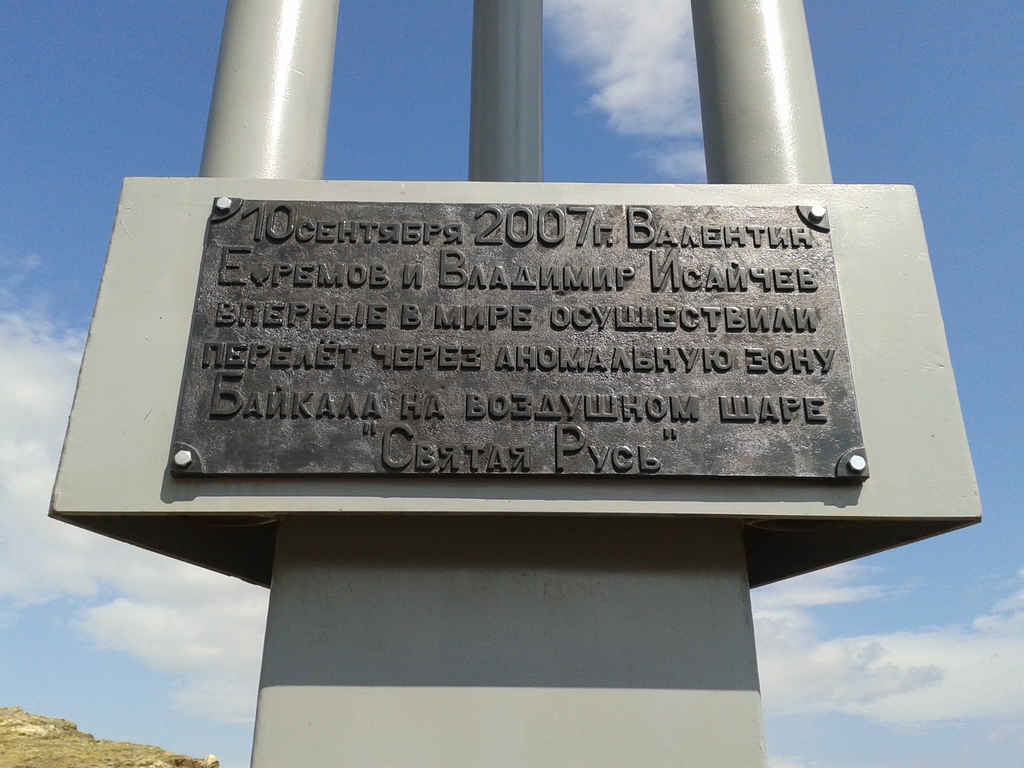 10 сентября 2007г. Валентин
Ефремов и Владимир Исайчев
впервые в мире осуществили
перелёт через аномальную зону
Байкала на воздушном шаре
"Святая Русь"